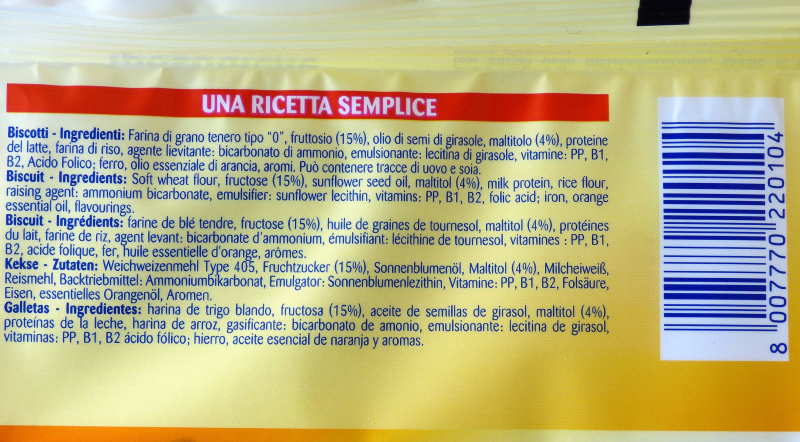 UNA RICETTA SEMPLICE
Biscotti - Ingredienti: Farina di grano tenero tipo "0", fruttosio (15%), olio di semi di girasole, maltitolo (4%), proteine
del latte, farina di riso, agente lievitante: bicarbonato di ammonio, emulsionante: lecitina di girasole, vitamine: PP, B1,
B2, Acido Folico; ferro, olio essenziale di arancia, aromi. Può contenere tracce di uovo e soia.
Biscuit - Ingredients: Soft wheat flour, fructose (15%), sunflower seed oil, maltitol (4%), milk protein, rice flour,
raising agent: ammonium bicarbonate, emulsifier: sunflower lecithin, vitamins: PP, B1, B2, folic acid; iron, orange
essential oil, flavourings.
Biscuit - Ingrédients: farine de blé tendre, fructose (15%), huile de graines de tournesol, maltitol (4%), protéines
du lait, farine de riz, agent levant: bicarbonate d'ammonium, émulsifiant: lécithine de tournesol, vitamines : PP, B1,
B2, acide folique, fer, huile essentielle d'orange, arômes.
Kekse - Zutaten: Weichweizenmehl Type 405, Fruchtzucker (15%), Sonnenblumenöl, Maltitol (4%), Milcheiweiß,
Reismehl, Backtriebmittel: Ammoniumbikarbonat, Emulgator: Sonnenblumenlezithin, Vitamine: PP, B1, B2, Folsäure,
Eisen, essentielles Orangenöl, Aromen.
Galletas - Ingredientes: harina de trigo blando, fructosa (15%), aceite de semillas de girasol, maltitol (4%),
proteínas de la leche, harina de arroz, gasificante: bicarbonato de amonio, emulsionante: lecitina de girasol,
vitaminas: PP, B1, B2 ácido fólico; hierro, aceite esencial de naranja y aromas.
8 007770 220104